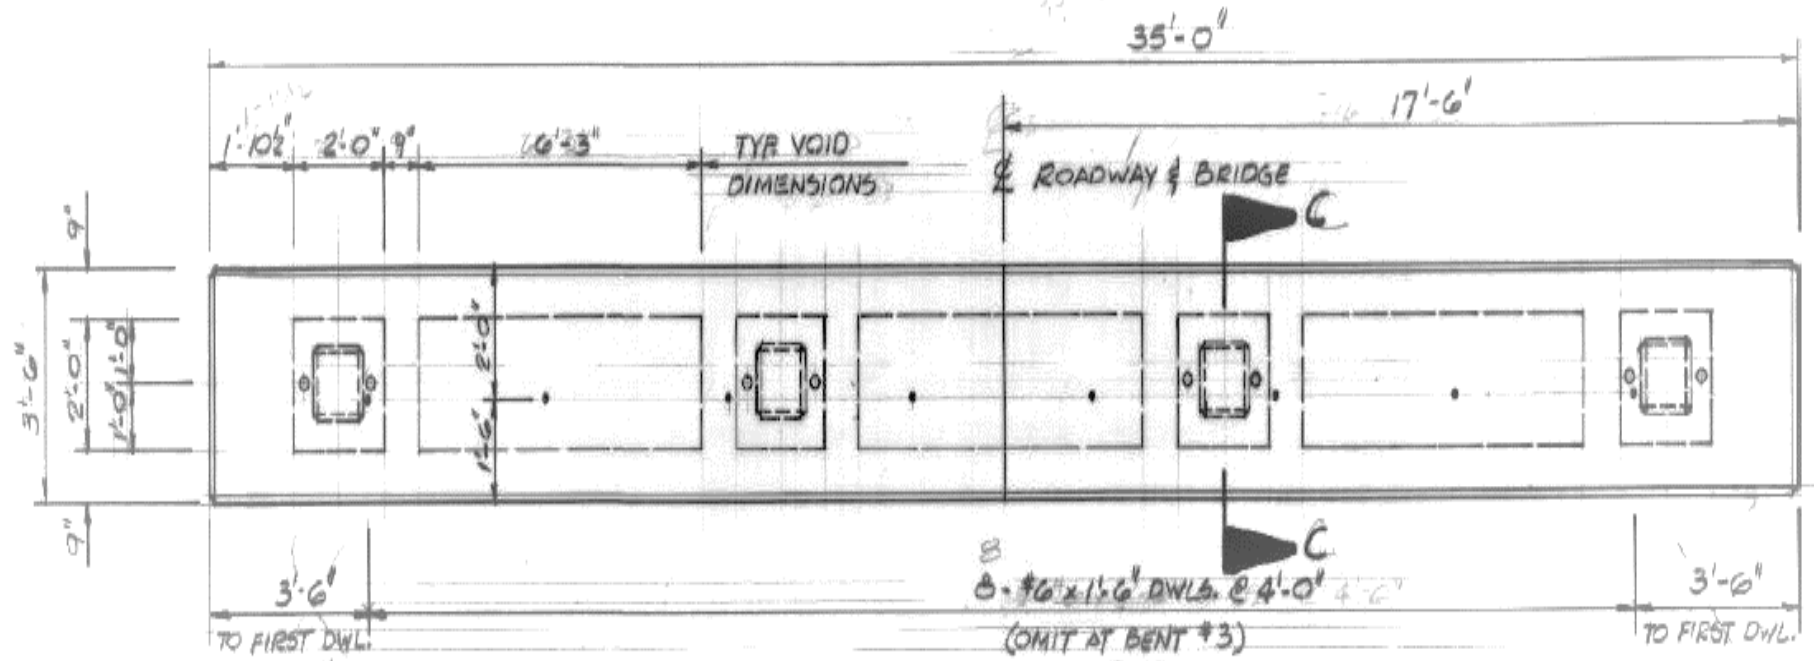 35'-0"
17'-6"
1'-10½" 2'-0" 9" 6'-3" TYP. VOID
DIMENSIONS
℄ ROADWAY & BRIDGE
C
9"
3'-6"
2'-0"
1'-0" 1'-0"
2'-0"
1'-6"
9"
C
8 - #6 x 1'-6" DWLS. @ 4'-0"
(OMIT AT BENT #3)
3'-6"
TO FIRST DWL.
3'-6"
TO FIRST DWL.